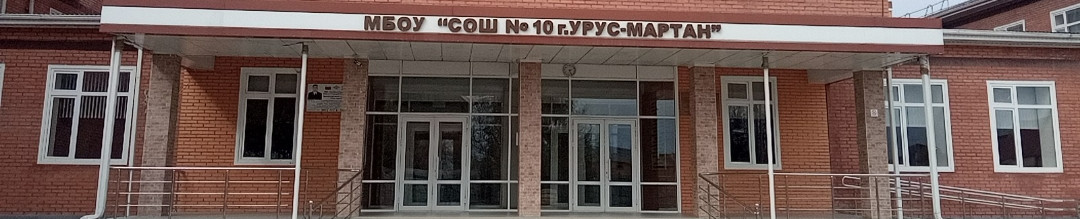 МБОУ "СОШ № 10 г.УРУС-МАРТАН"